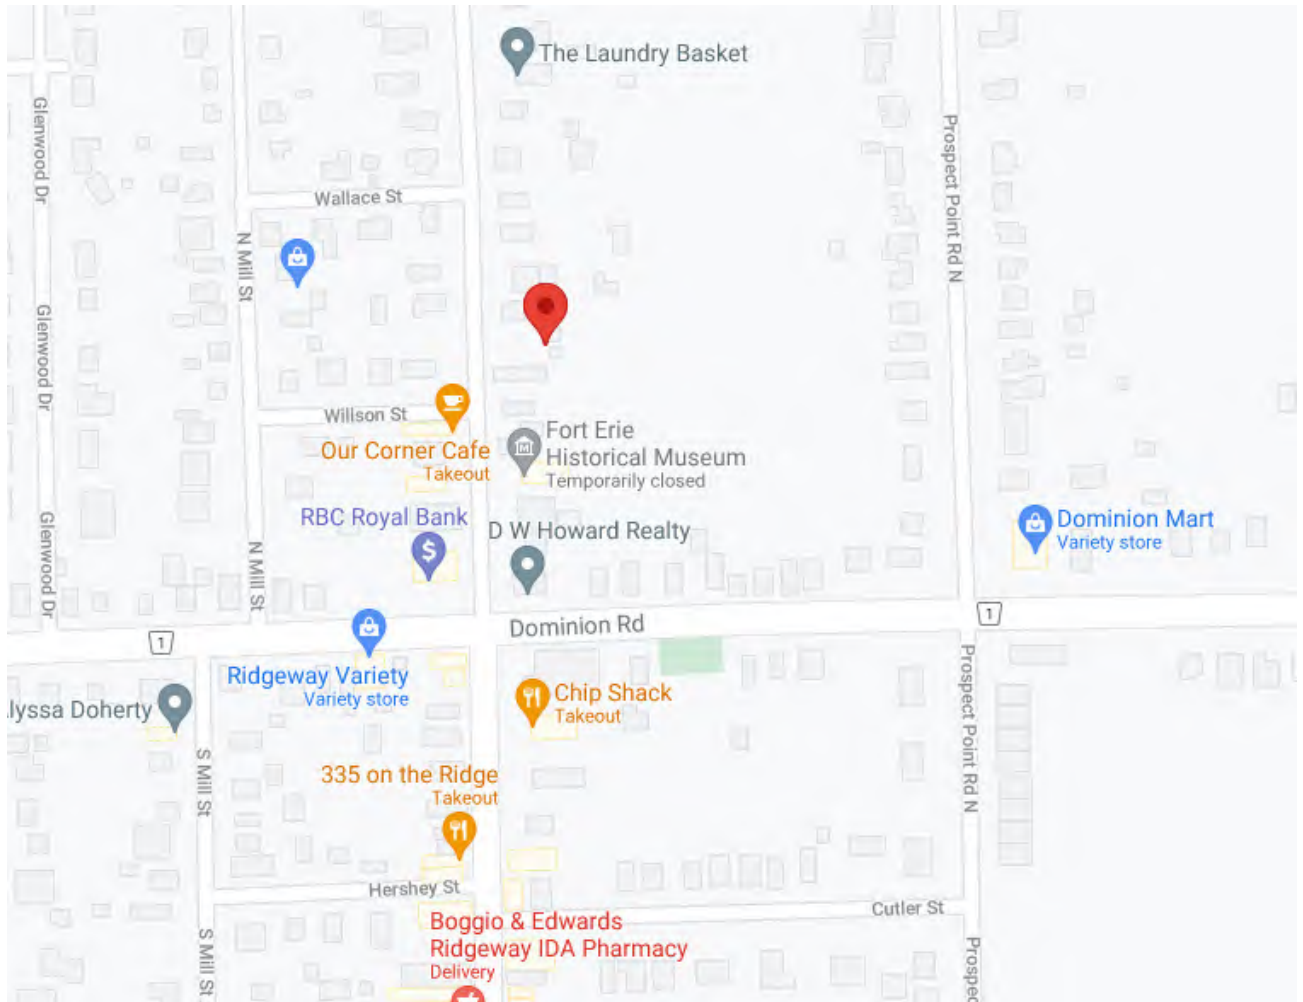 The Laundry Basket
Glenwood Dr
Prospect Point Rd N
Wallace St
N Mill St
Glenwood Dr
Willson St
Our Corner Cafe
Takeout
Fort Erie
Historical Museum
Temporarily closed
RBC Royal Bank
$
D W Howard Realty
Dominion Mart
Variety store
Glenwood Dr
N Mill St
1
Dominion Rd
1
Ridgeway Variety
Variety store
lyssa Doherty
Chip Shack
Takeout
Prospect Point Rd N
S Mill St
335 on the Ridge
Takeout
Hershey St
Cutler St
Boggio & Edwards
Ridgeway IDA Pharmacy
Delivery
S Mill St
Prospec